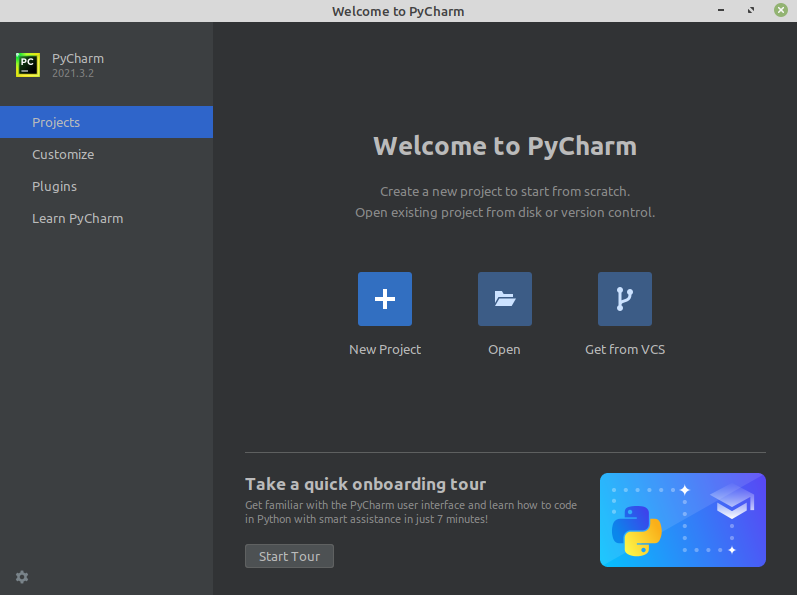 Welcome to PyCharm
PC
PyCharm
2021.3.2
Projects
Customize
Plugins
Learn PyCharm
Welcome to PyCharm
Create a new project to start from scratch.
Open existing project from disk or version control.
New Project
Open
Get from VCS
Take a quick onboarding tour
Get familiar with the PyCharm user interface and learn how to code
in Python with smart assistance in just 7 minutes!
Start Tour